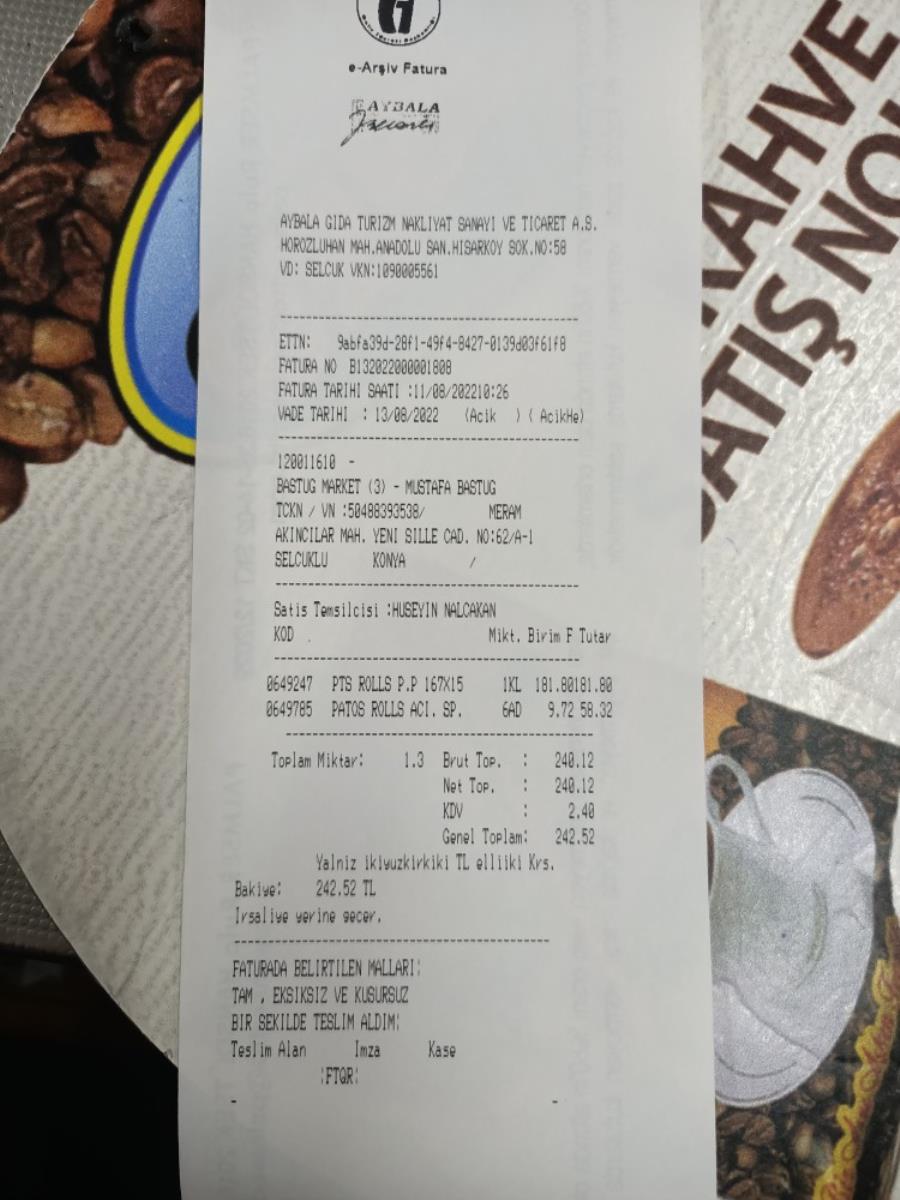 G
e-Arşiv Fatura
AYBALA
AYBALA GIDA TURIZM NAKLIYAT SANAYI VE TICARET A.S.
HOROZLUHAN MAH.ANADOLU SAN.HISARKOY SOK.NO:58
VD: SELCUK VKN:1090005561
ETTN: 9abfa39d-28f1-49f4-8427-0139d03f61f8
FATURA NO B132022000001808
FATURA TARIHI SAATI :11/08/202210:26
VADE TARIHI : 13/08/2022 (Acik ) ( AcikHe)
120011610 -
BASTUG MARKET (3) - MUSTAFA BASTUG
TCKN / VN :50488393538/ MERAM
AKINCILAR MAH. YENI SILLE CAD. NO:62/A-1
SELCUKLU KONYA /
Satis Temsilcisi :HUSEYIN NALCAKAN
KOD . Mikt. Birim F Tutar
0649247 PTS ROLLS P.P 167X15 1KL 181.80181.80
0649785 PATOS ROLLS ACI. SP. 6AD 9.72 58.32
Toplam Miktar: 1.3 Brut Top. : 240.12
Net Top. : 240.12
KDV : 2.40
Genel Toplam: 242.52
Yalniz ikiyuzkirkiki TL elliiki Krs.
Bakiye: 242.52 TL
Irsaliye yerine gecer.
FATURADA BELIRTILEN MALLARI¦
TAM , EKSIKSIZ VE KUSURSUZ
BIR SEKILDE TESLIM ALDIM¦
Teslim Alan Imza Kase
¦FTQR¦
- -
KAHVE
SATIŞ NO